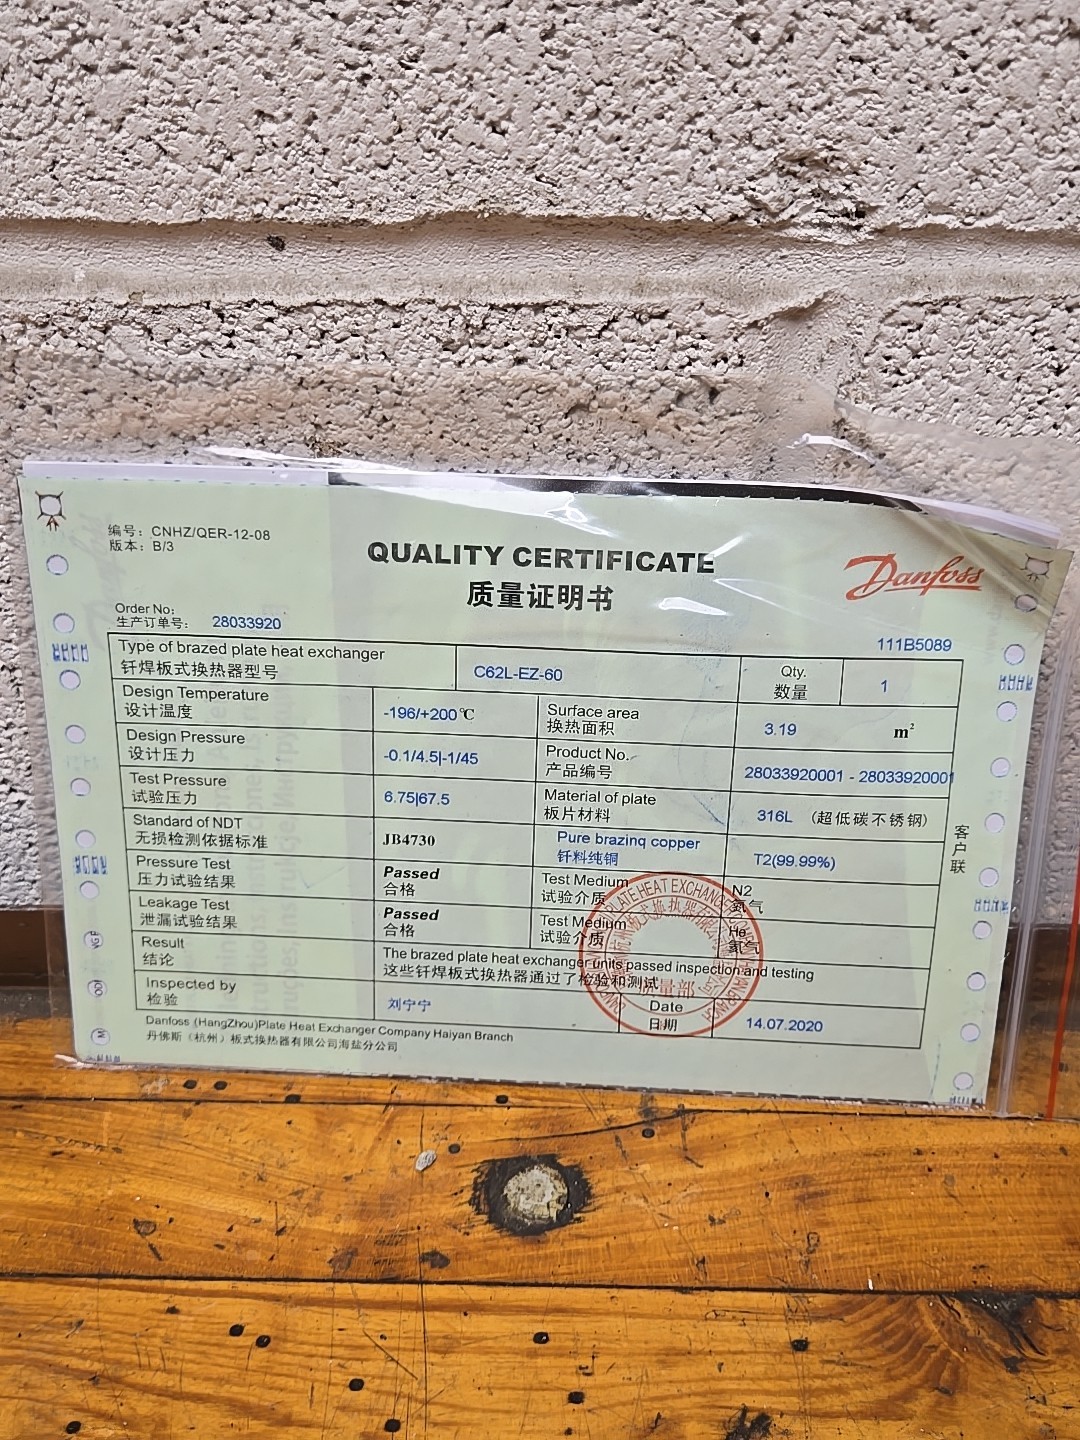 编号: CNHZ/QER-12-08
版本: B/3
QUALITY CERTIFICATE
质量证明书
Danfoss
Order No:
生产订单号: 28033920
111B5089
Type of brazed plate heat exchanger
钎焊板式换热器型号
C62L-EZ-60
Qty.
数量
1
Design Temperature
设计温度
-196/+200℃
Surface area
换热面积
3.19 m²
Design Pressure
设计压力
-0.1/4.5|-1/45
Product No.
产品编号
28033920001 - 28033920001
Test Pressure
试验压力
6.75|67.5
Material of plate
板片材料
316L (超低碳不锈钢)
Standard of NDT
无损检测依据标准
JB4730
Pure brazing copper
钎料纯铜
T2(99.99%)
Pressure Test
压力试验结果
Passed
合格
Test Medium
试验介质
N2
氮气
Leakage Test
泄漏试验结果
Passed
合格
Test Medium
试验介质
He
氦气
Result
结论
The brazed plate heat exchanger units passed inspection and testing
这些钎焊板式换热器通过了检验和测试
Inspected by
检验
刘宁宁
Date
日期
14.07.2020
Danfoss (HangZhou)Plate Heat Exchanger Company Haiyan Branch
丹佛斯（杭州）板式换热器有限公司海盐分公司
客户联
PLATE HEAT EXCHANGER
质量部